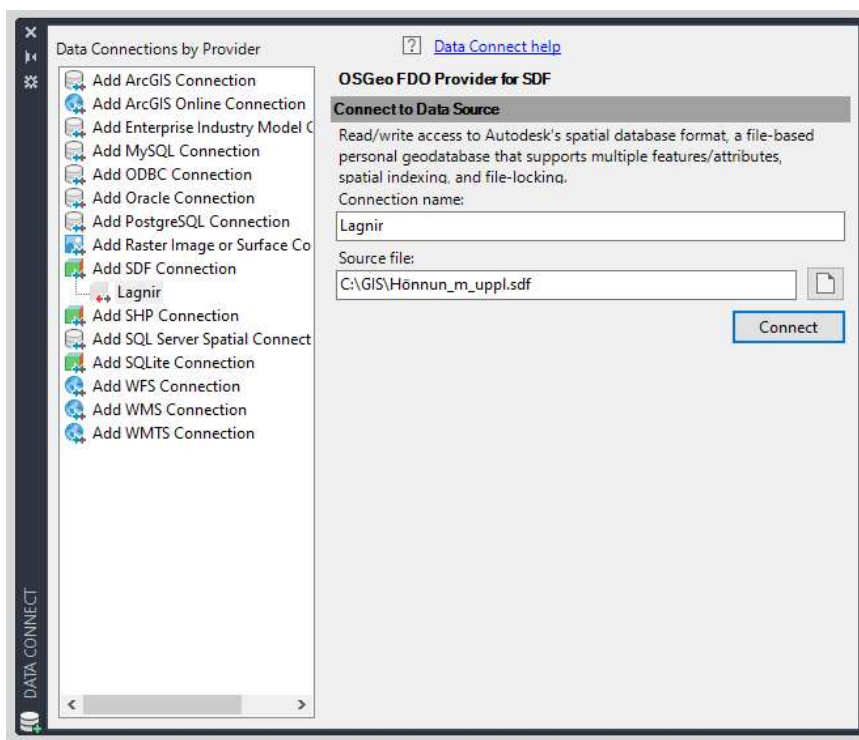 Data Connections by Provider
Add ArcGIS Connection
Add ArcGIS Online Connection
Add Enterprise Industry Model C
Add MySQL Connection
Add ODBC Connection
Add Oracle Connection
Add PostgreSQL Connection
Add Raster Image or Surface Co
Add SDF Connection
Lagnir
Add SHP Connection
Add SQL Server Spatial Connect
Add SQLite Connection
Add WFS Connection
Add WMS Connection
Add WMTS Connection
? Data Connect help
OSGeo FDO Provider for SDF
Connect to Data Source
Read/write access to Autodesk's spatial database format, a file-based
personal geodatabase that supports multiple features/attributes,
spatial indexing, and file-locking.
Connection name:
Lagnir
Source file:
C:\GIS\Hönnun_m_uppl.sdf
Connect
DATA CONNECT